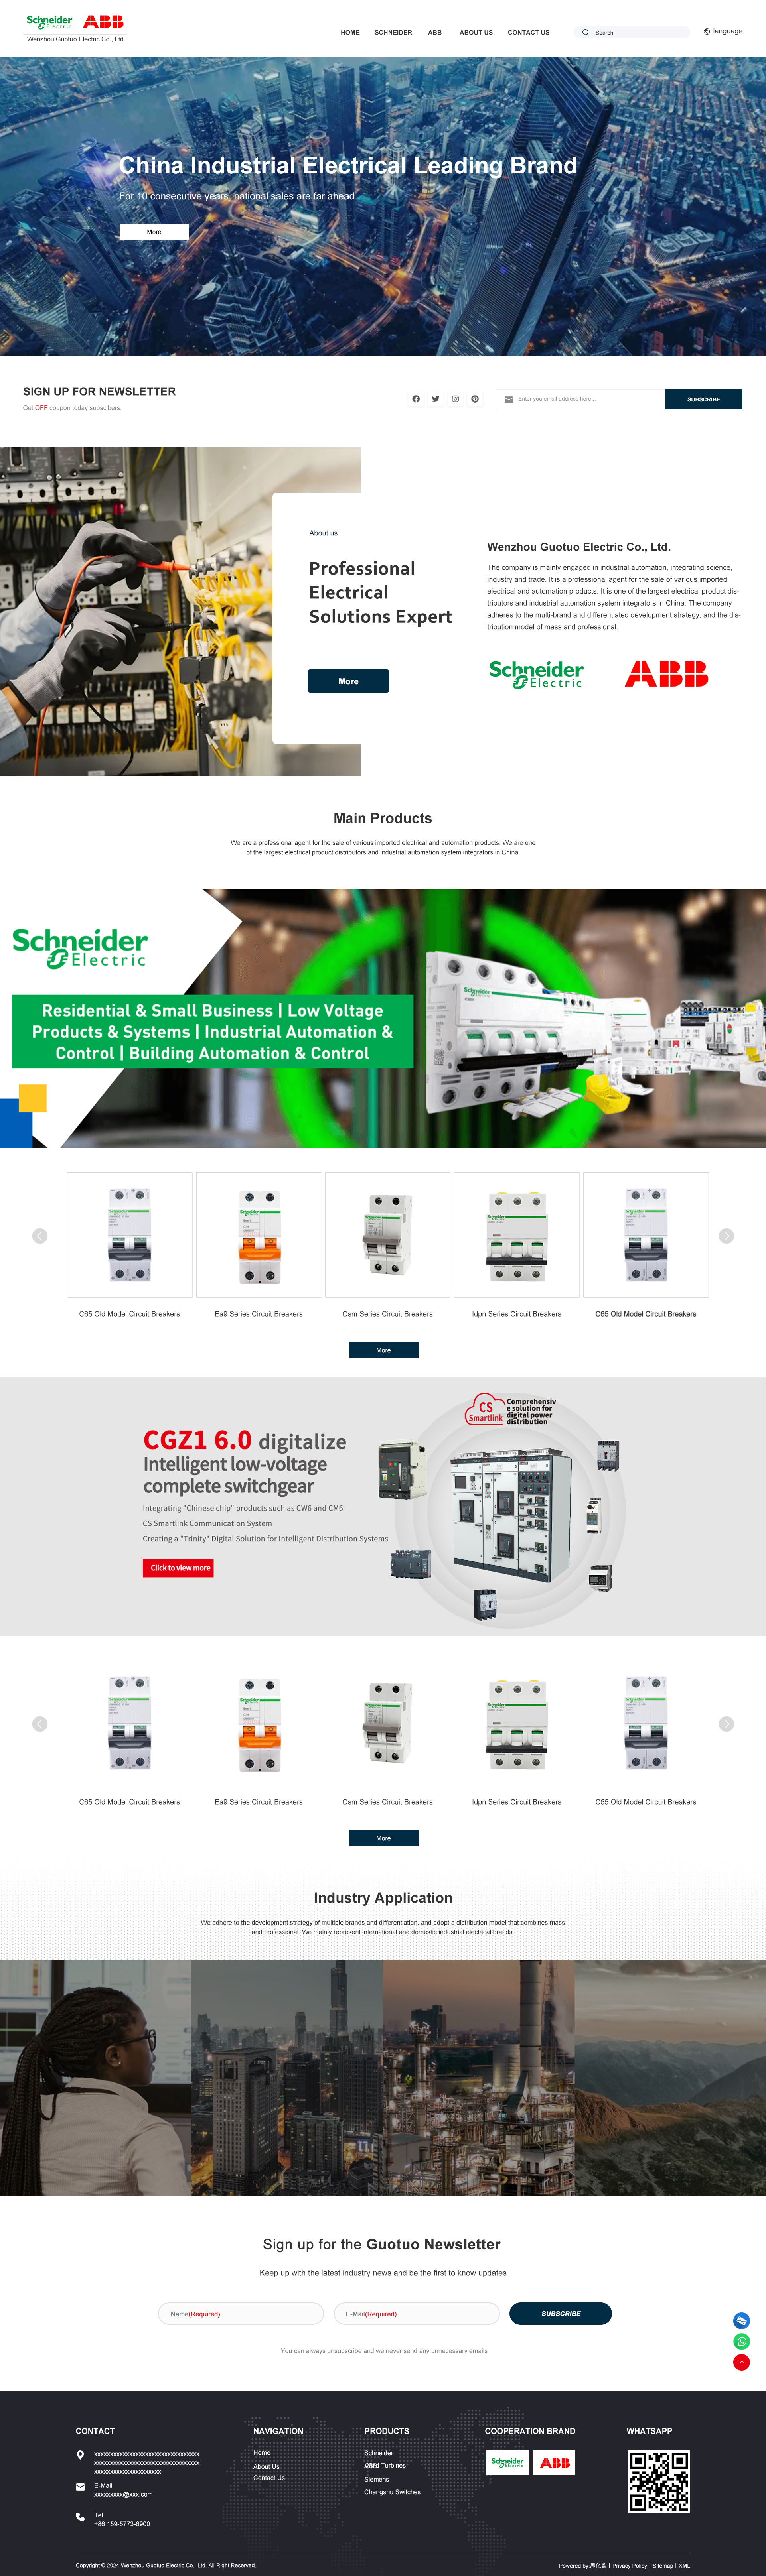 Schneider Electric
ABB
Wenzhou Guotuo Electric Co., Ltd.
HOME
SCHNEIDER
ABB
ABOUT US
CONTACT US
Search
language
China Industrial Electrical Leading Brand
For 10 consecutive years, national sales are far ahead
More
SIGN UP FOR NEWSLETTER
Get OFF coupon today subscibers.
Enter you email address here...
SUBSCRIBE
About us
Professional
Electrical
Solutions Expert
More
Wenzhou Guotuo Electric Co., Ltd.
The company is mainly engaged in industrial automation, integrating science,
industry and trade. It is a professional agent for the sale of various imported
electrical and automation products. It is one of the largest electrical product dis-
tributors and industrial automation system integrators in China. The company
adheres to the multi-brand and differentiated development strategy, and the dis-
tribution model of mass and professional.
Schneider Electric
ABB
Main Products
We are a professional agent for the sale of various imported electrical and automation products. We are one
of the largest electrical product distributors and industrial automation system integrators in China.
Schneider Electric
Residential & Small Business | Low Voltage
Products & Systems | Industrial Automation &
Control | Building Automation & Control
C65 Old Model Circuit Breakers
Ea9 Series Circuit Breakers
Osm Series Circuit Breakers
Idpn Series Circuit Breakers
C65 Old Model Circuit Breakers
More
CGZ1 6.0 digitalize
Intelligent low-voltage
complete switchgear
Integrating "Chinese chip" products such as CW6 and CM6
CS Smartlink Communication System
Creating a "Trinity" Digital Solution for Intelligent Distribution Systems
Click to view more
CS
Smartlink
Comprehensiv
e solution for
digital power
distribution
C65 Old Model Circuit Breakers
Ea9 Series Circuit Breakers
Osm Series Circuit Breakers
Idpn Series Circuit Breakers
C65 Old Model Circuit Breakers
More
Industry Application
We adhere to the development strategy of multiple brands and differentiation, and adopt a distribution model that combines mass
and professional. We mainly represent international and domestic industrial electrical brands.
Sign up for the Guotuo Newsletter
Keep up with the latest industry news and be the first to know updates
Name(Required)
E-Mail(Required)
SUBSCRIBE
You can always unsubscribe and we never send any unnecessary emails
CONTACT
xxxxxxxxxxxxxxxxxxxxxxxxxxxxxxxxx
xxxxxxxxxxxxxxxxxxxxxxxxxxxxxxxxx
xxxxxxxxxxxxxxxxxxxxx
E-Mail
xxxxxxxxx@xxx.com
Tel
+86 159-5773-6900
NAVIGATION
Home
About Us
Contact Us
PRODUCTS
Schneider
ABB
Turbines
Siemens
Changshu Switches
COOPERATION BRAND
Schneider Electric
ABB
WHATSAPP
Copyright © 2024 Wenzhou Guotuo Electric Co., Ltd. All Right Reserved.
Powered by:思亿欧 | Privacy Policy | Sitemap | XML